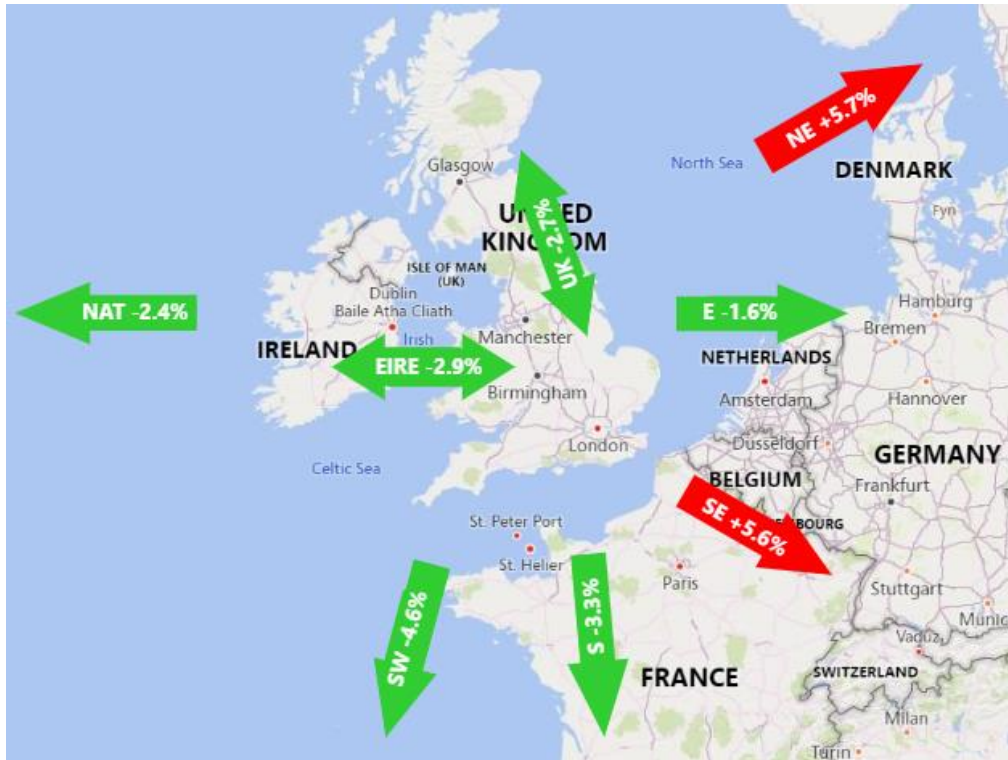 NE +5.7%
North Sea
DENMARK
Fyn
Glasgow
UNITED
KINGDOM
UK -2.7%
ISLE OF MAN
(UK)
Dublin
Baile Atha Cliath
NAT -2.4%
E -1.6%
Hamburg
Bremen
Irish
Manchester
IRELAND
EIRE -2.9%
NETHERLANDS
Birmingham
Amsterdam
Hannover
London
Düsseldorf
GERMANY
Celtic Sea
BELGIUM
Frankfurt
SE +5.6%
BOURG
St. Peter Port
St. Helier
Paris
Stuttgart
Munic
SW -4.6%
S -3.3%
Vaduz
FRANCE
SWITZERLAND
Milan
Turin